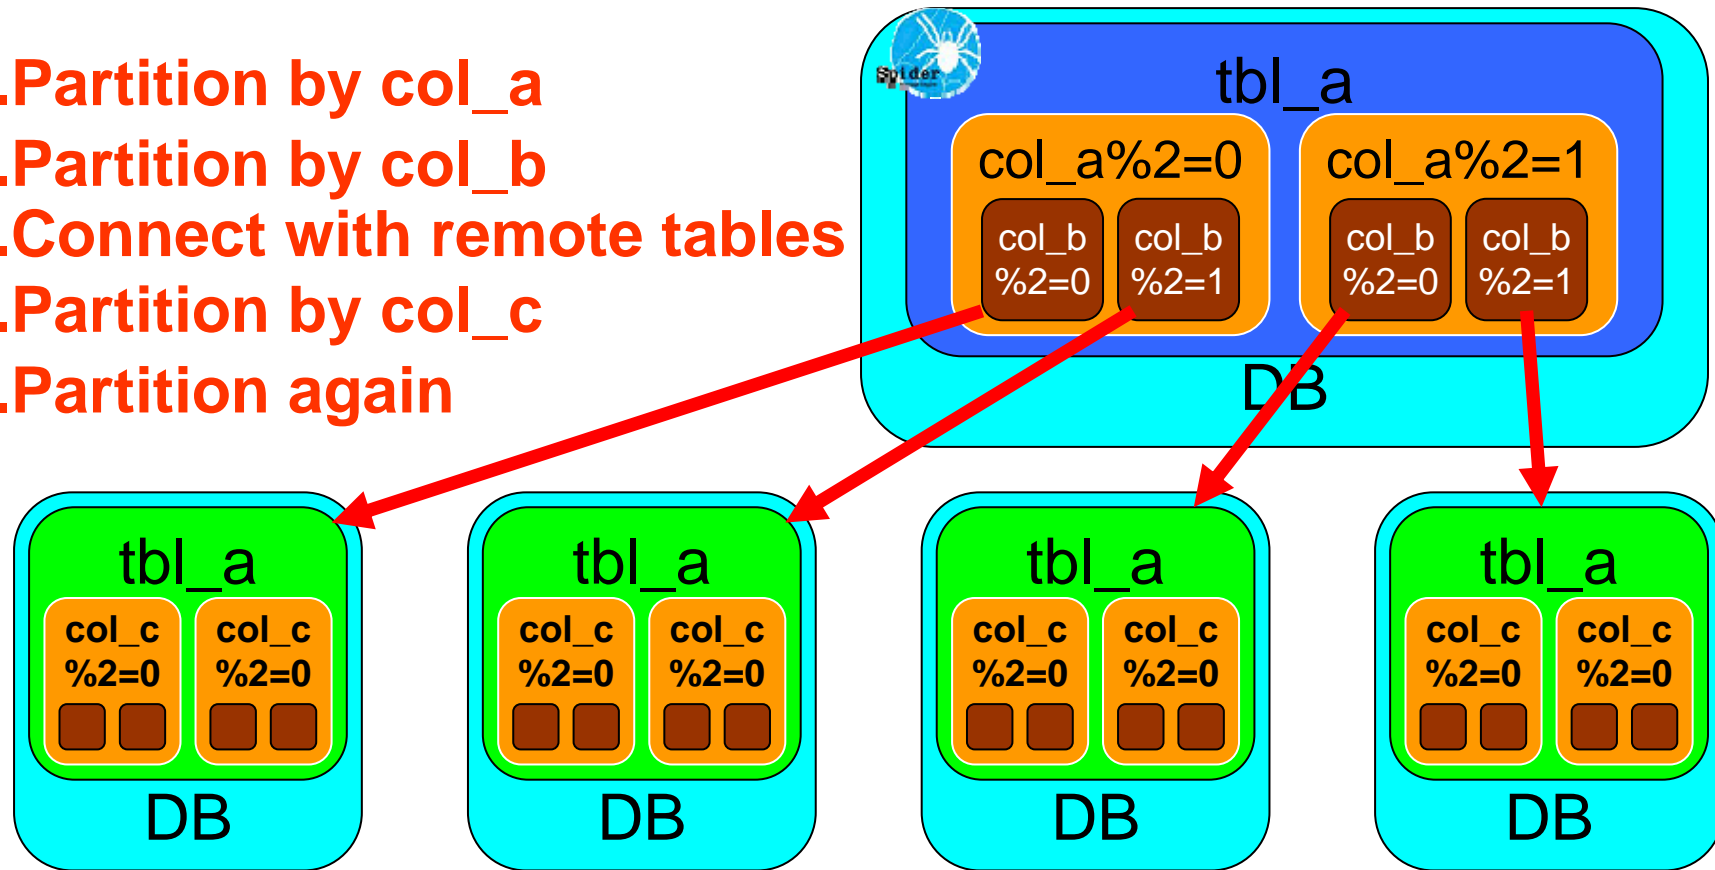 .Partition by col_a
.Partition by col_b
.Connect with remote tables
.Partition by col_c
.Partition again
Spider
tbl_a
col_a%2=0
col_a%2=1
col_b
%2=0
col_b
%2=1
col_b
%2=0
col_b
%2=1
DB
tbl_a
col_c
%2=0
col_c
%2=0
DB
tbl_a
col_c
%2=0
col_c
%2=0
DB
tbl_a
col_c
%2=0
col_c
%2=0
DB
tbl_a
col_c
%2=0
col_c
%2=0
DB